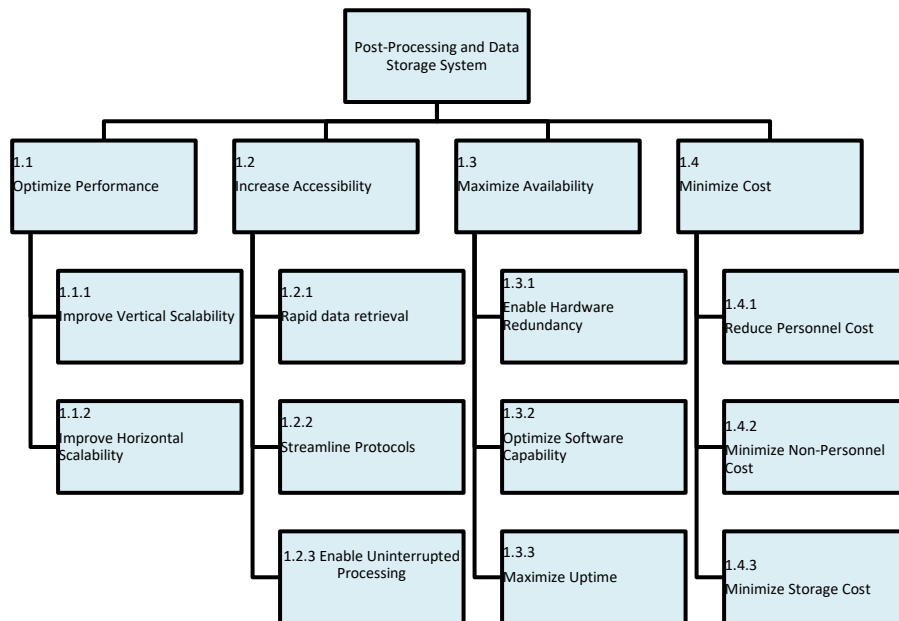 Post-Processing and Data
Storage System
1.1
Optimize Performance
1.2
Increase Accessibility
1.3
Maximize Availability
1.4
Minimize Cost
1.1.1
Improve Vertical Scalability
1.2.1
Rapid data retrieval
1.3.1
Enable Hardware
Redundancy
1.4.1
Reduce Personnel Cost
1.1.2
Improve Horizontal
Scalability
1.2.2
Streamline Protocols
1.3.2
Optimize Software
Capability
1.4.2
Minimize Non-Personnel
Cost
1.2.3 Enable Uninterrupted
Processing
1.3.3
Maximize Uptime
1.4.3
Minimize Storage Cost